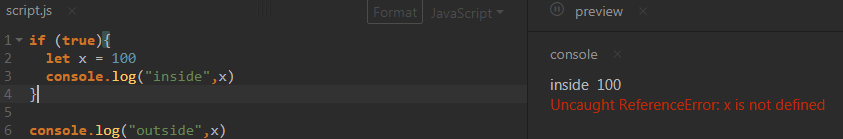 script.js ×
Format JavaScript
1 if (true){
2 let x = 100
3 console.log("inside",x)
4 }
5
6 console.log("outside",x)
preview ×
console ×
inside 100
Uncaught ReferenceError: x is not defined